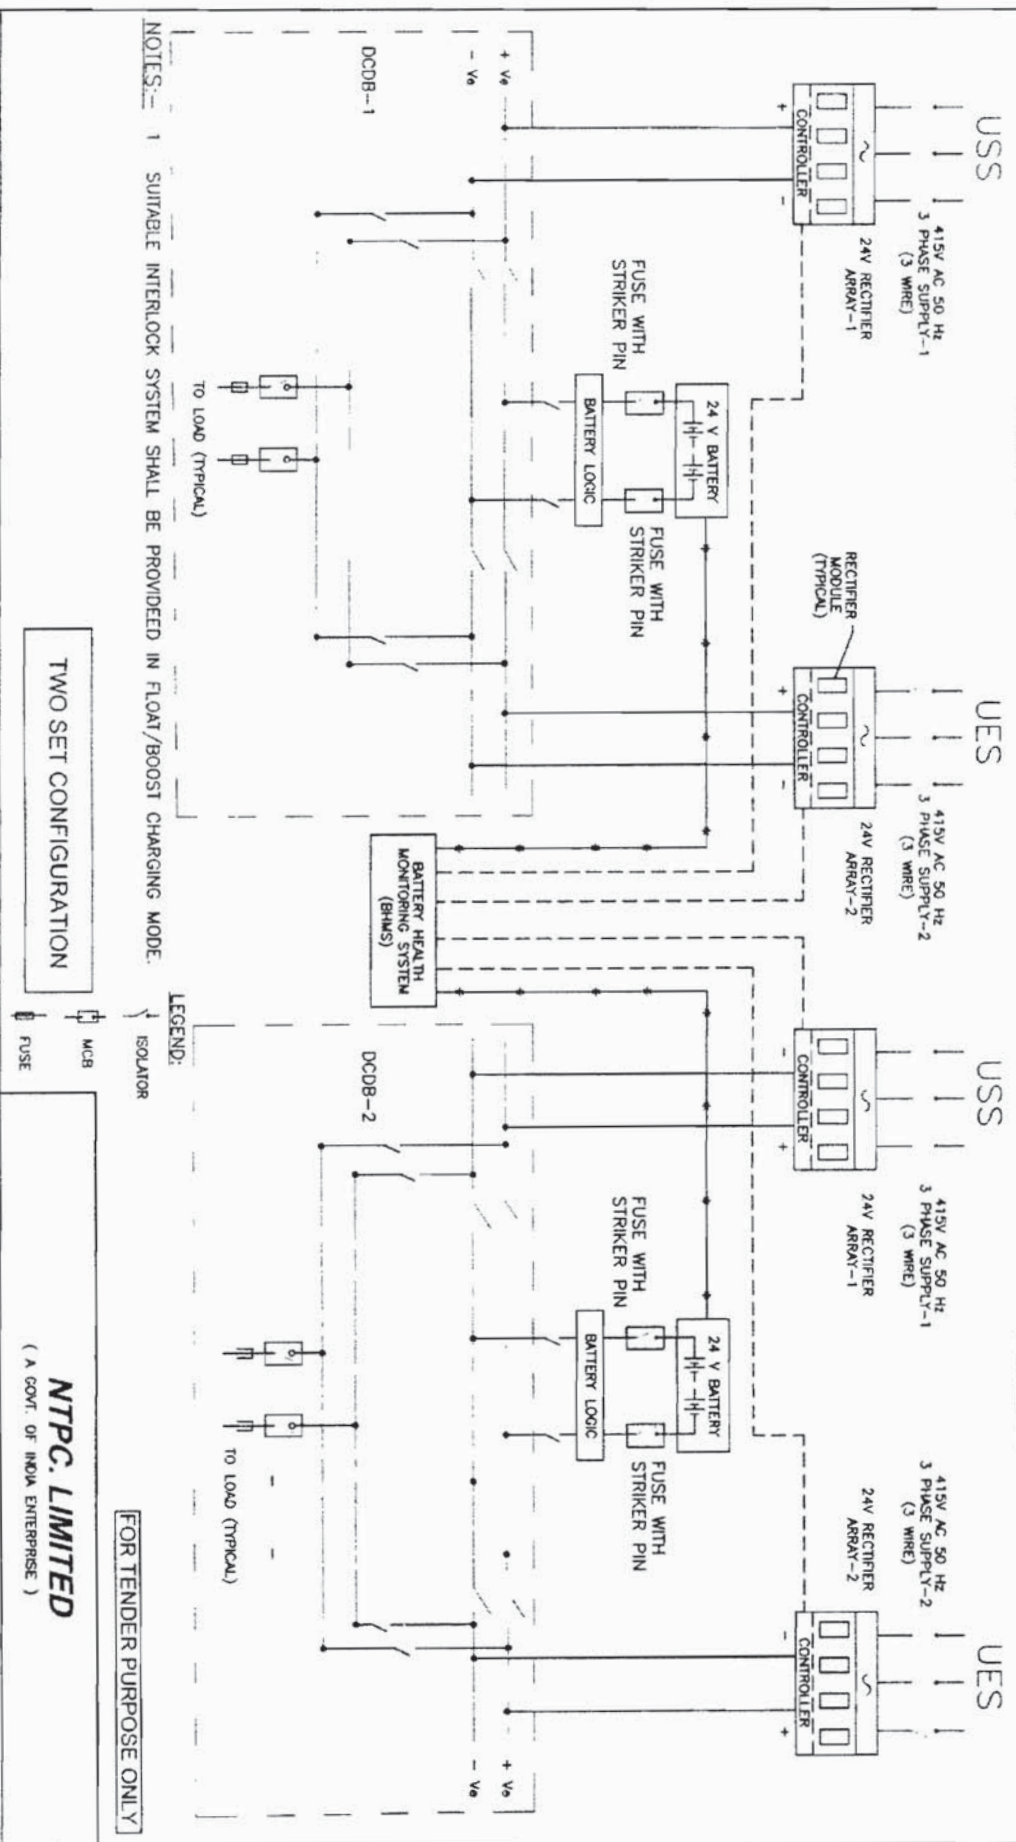 USS
415V AC 50 Hz
3 PHASE SUPPLY-1
(3 WIRE)
24V RECTIFIER
ARRAY-1
CONTROLLER
+
-
UES
415V AC 50 Hz
3 PHASE SUPPLY-2
(3 WIRE)
24V RECTIFIER
ARRAY-2
CONTROLLER
+
-
RECTIFIER
MODULE
(TYPICAL)
USS
415V AC 50 Hz
3 PHASE SUPPLY-1
(3 WIRE)
24V RECTIFIER
ARRAY-1
CONTROLLER
-
+
UES
415V AC 50 Hz
3 PHASE SUPPLY-2
(3 WIRE)
24V RECTIFIER
ARRAY-2
CONTROLLER
-
+
24 V BATTERY
FUSE WITH
STRIKER PIN
FUSE WITH
STRIKER PIN
BATTERY LOGIC
24 V BATTERY
FUSE WITH
STRIKER PIN
FUSE WITH
STRIKER PIN
BATTERY LOGIC
+ Ve
- Ve
DCDB-1
TO LOAD (TYPICAL)
BATTERY HEALTH
MONITORING SYSTEM
(BHMS)
+ Ve
- Ve
DCDB-2
TO LOAD (TYPICAL)
NOTES:- 1 SUITABLE INTERLOCK SYSTEM SHALL BE PROVIDEED IN FLOAT/BOOST CHARGING MODE.
LEGEND:
ISOLATOR
MCB
FUSE
TWO SET CONFIGURATION
FOR TENDER PURPOSE ONLY
NTPC. LIMITED
( A GOVT. OF INDIA ENTERPRISE )